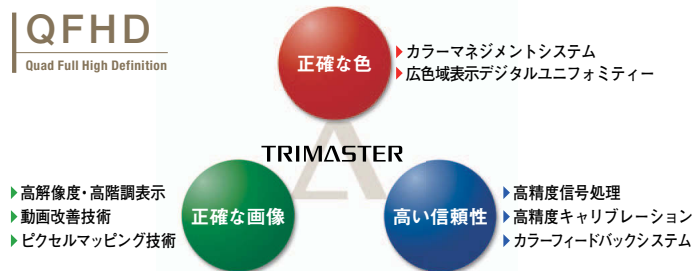 QFHD
Quad Full High Definition
正確な色
カラーマネジメントシステム
広色域表示デジタルユニフォミティー
TRIMASTER
高解像度・高階調表示
動画改善技術
ピクセルマッピング技術
正確な画像
高い信頼性
高精度信号処理
高精度キャリブレーション
カラーフィードバックシステム